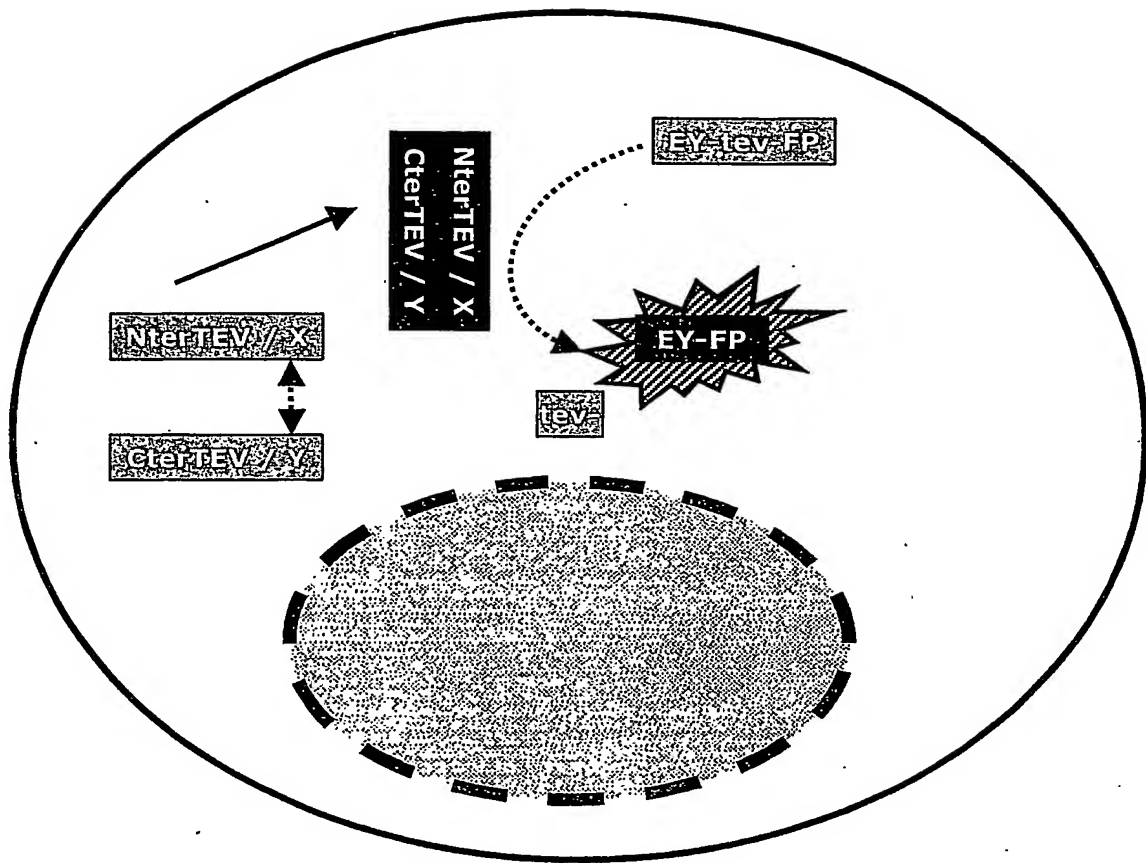 EY-tev-FP
NterTEV / X
CterTEV / Y
NterTEV / X
CterTEV / Y
EY-FP
tev-